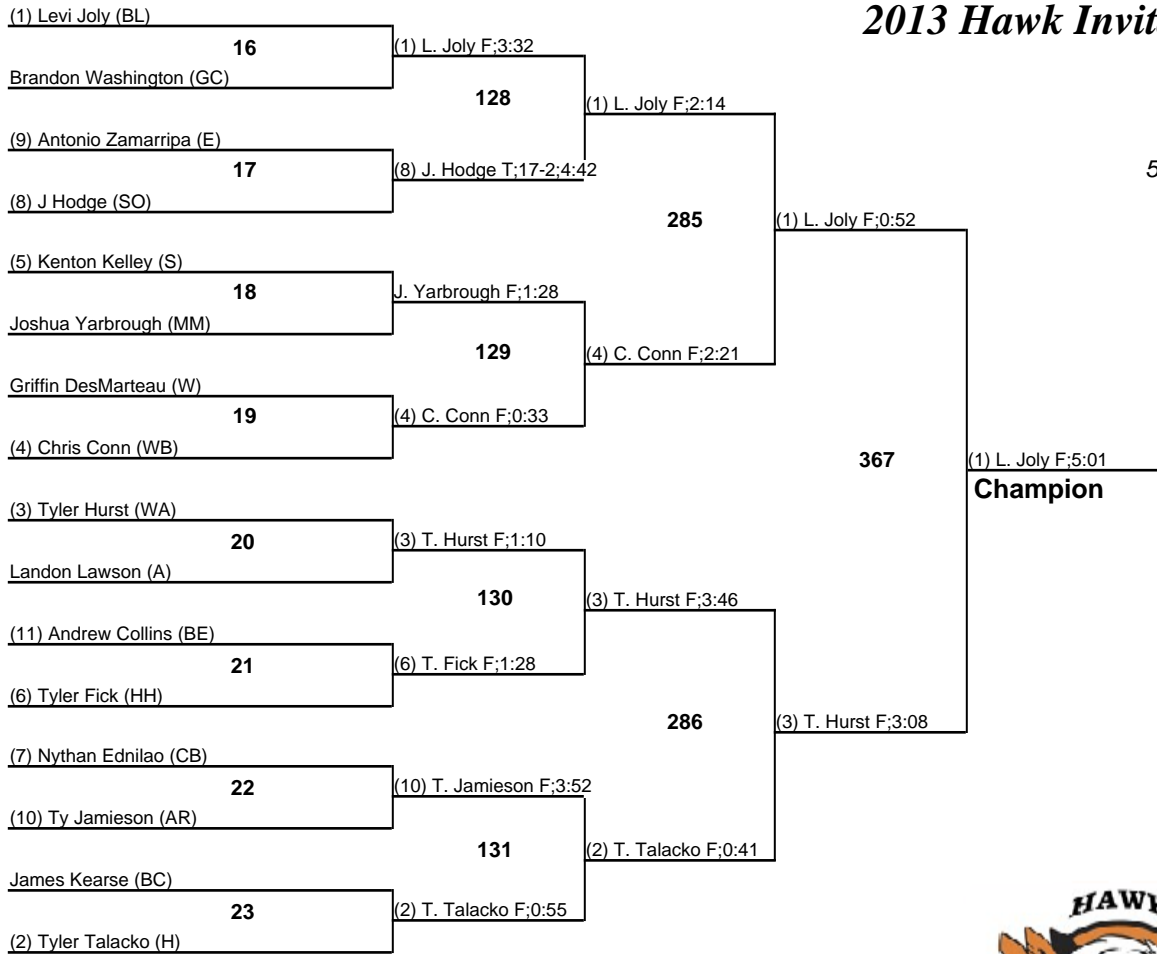 2013 Hawk Invit
5
(1) Levi Joly (BL)
16
Brandon Washington (GC)
(1) L. Joly F;3:32
128
(9) Antonio Zamarripa (E)
17
(8) J Hodge (SO)
(8) J. Hodge T;17-2;4:42
(1) L. Joly F;2:14
285
(5) Kenton Kelley (S)
18
Joshua Yarbrough (MM)
J. Yarbrough F;1:28
129
Griffin DesMarteau (W)
19
(4) Chris Conn (WB)
(4) C. Conn F;0:33
(4) C. Conn F;2:21
(1) L. Joly F;0:52
367
(3) Tyler Hurst (WA)
20
Landon Lawson (A)
(3) T. Hurst F;1:10
130
(11) Andrew Collins (BE)
21
(6) Tyler Fick (HH)
(6) T. Fick F;1:28
(3) T. Hurst F;3:46
286
(7) Nythan Ednilao (CB)
22
(10) Ty Jamieson (AR)
(10) T. Jamieson F;3:52
131
James Kearse (BC)
23
(2) Tyler Talacko (H)
(2) T. Talacko F;0:55
(2) T. Talacko F;0:41
(3) T. Hurst F;3:08
(1) L. Joly F;5:01
Champion
HAWK